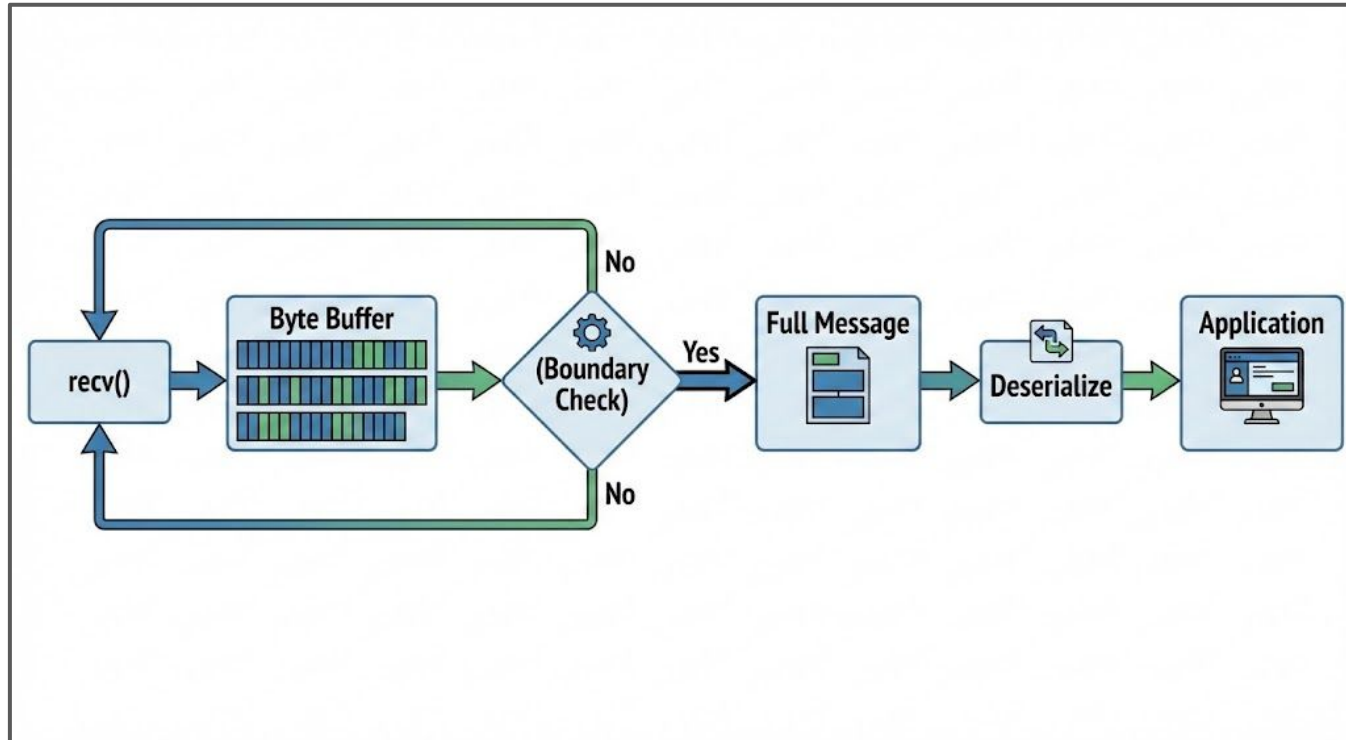 No
Byte Buffer
recv()
(Boundary
Check)
Yes
Full Message
Deserialize
Application
No